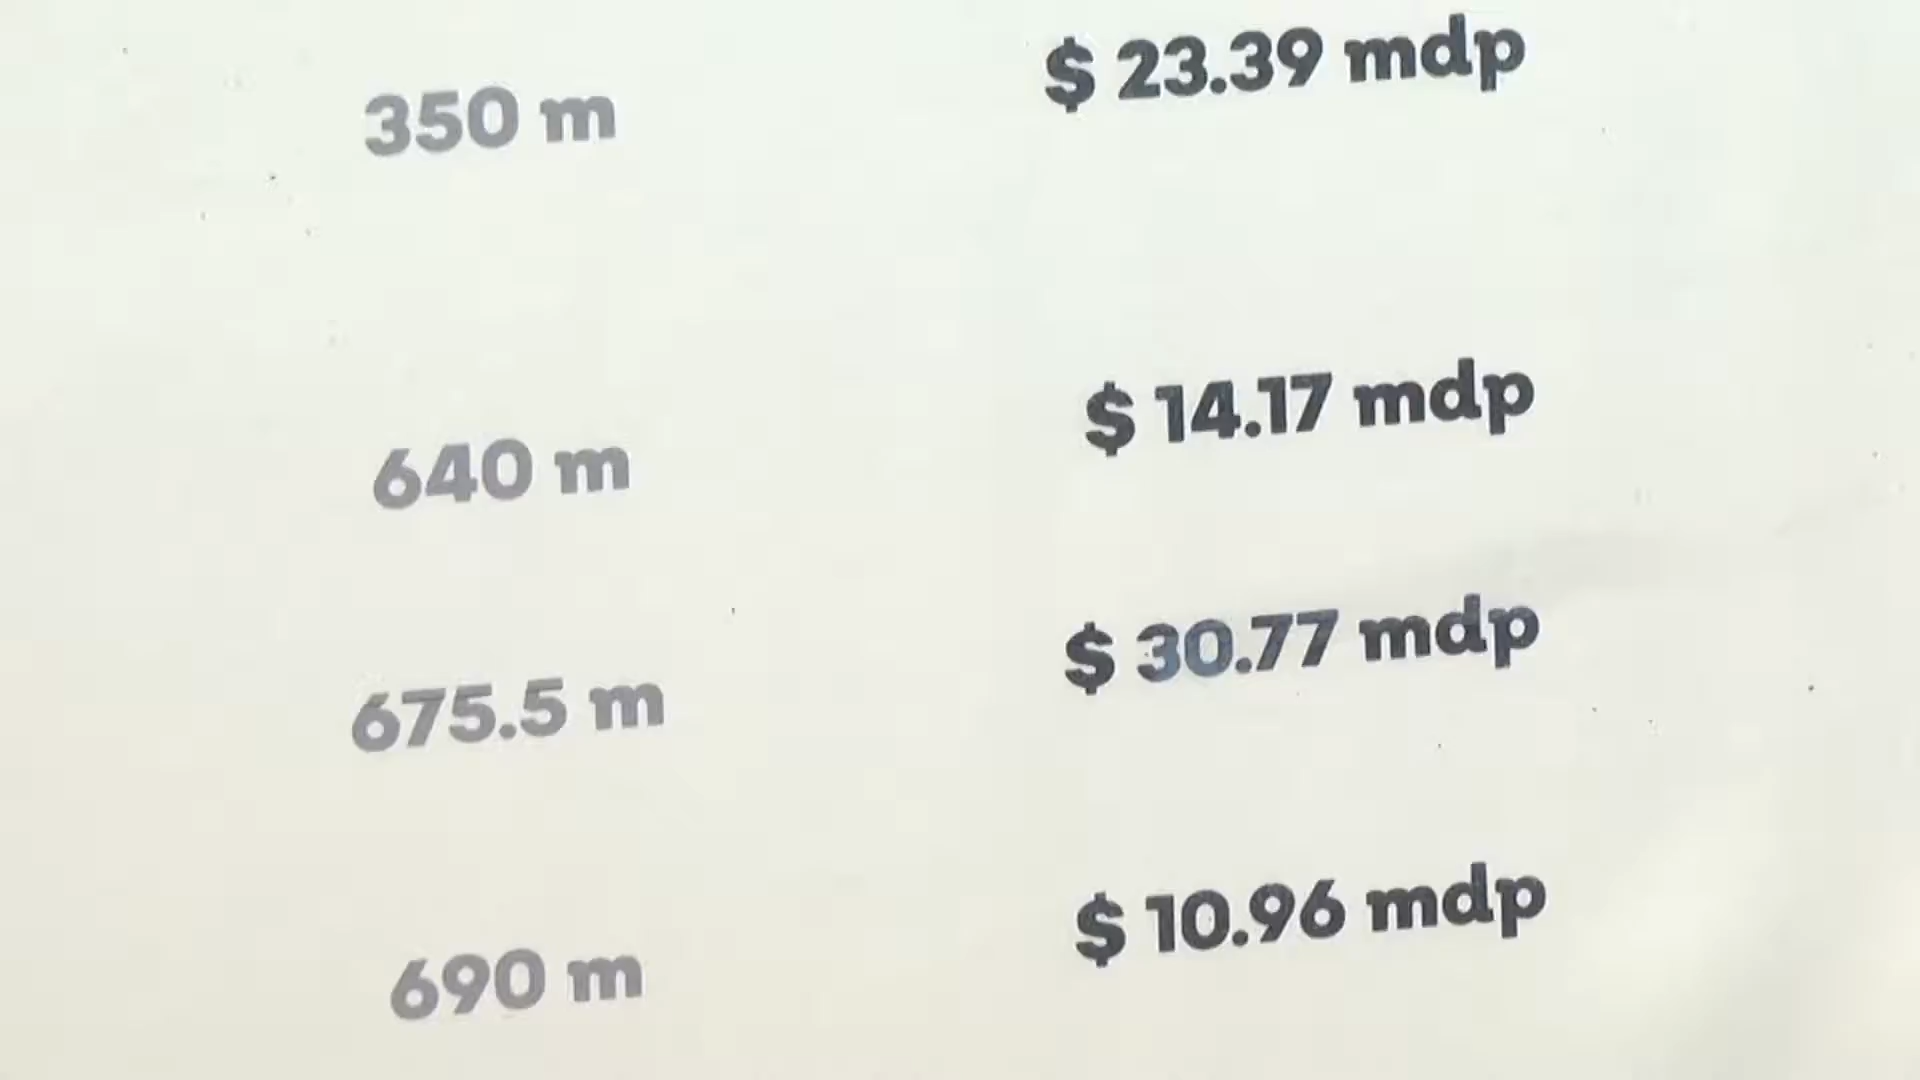 350 m $ 23.39 mdp
640 m $ 14.17 mdp
675.5 m $ 30.77 mdp
690 m $ 10.96 mdp